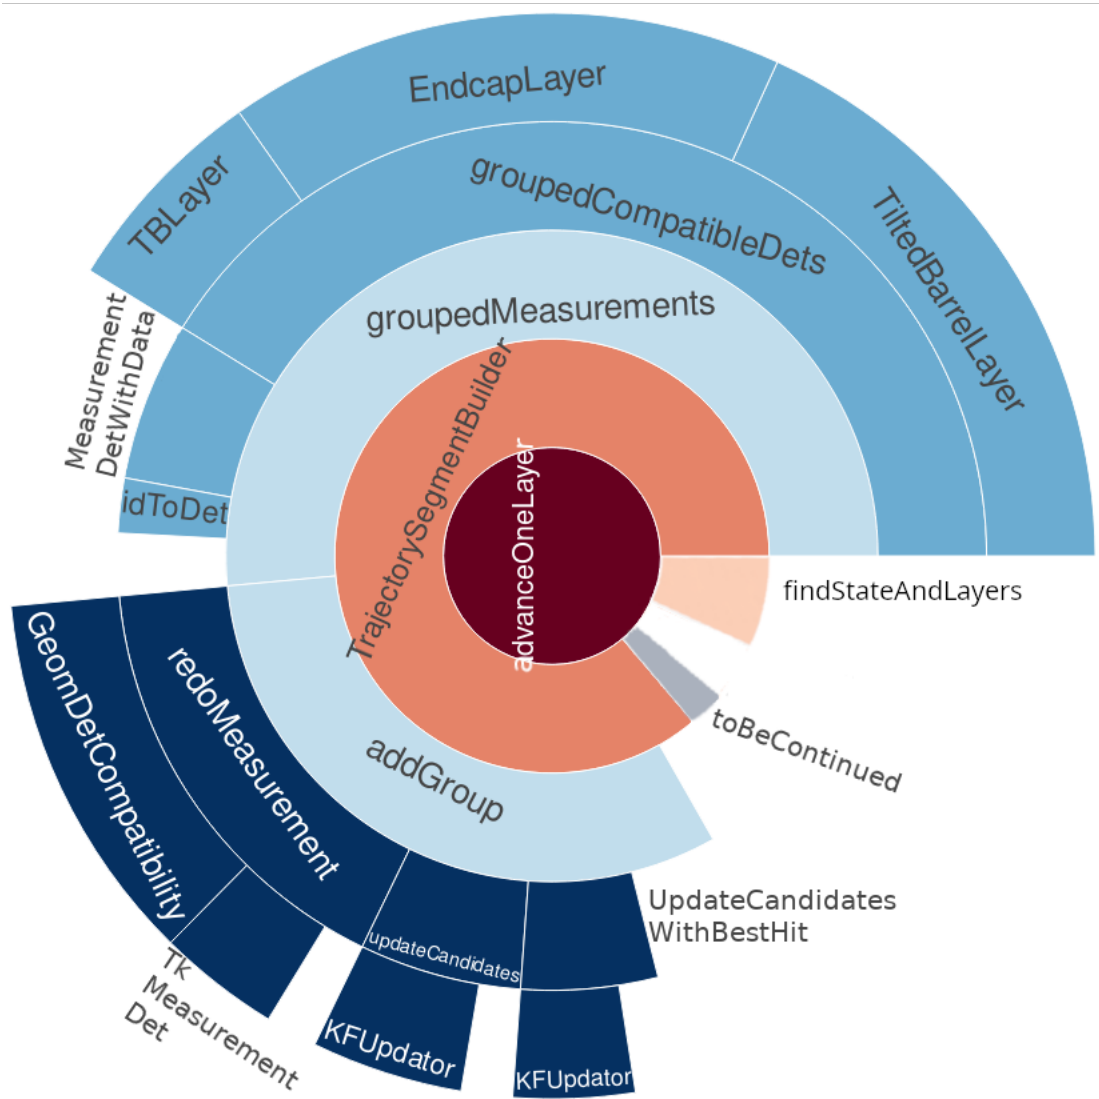 EndcapLayer
TBLayer
groupedCompatibleDets
TiltedBarrelLayer
Measurement
DetWithData
groupedMeasurements
TrajectorySegmentBuilder
advanceOneLayer
idToDet
findStateAndLayers
toBeContinued
GeomDetCompatibility
redoMeasurement
addGroup
UpdateCandidates
WithBestHit
updateCandidates
Tk
Measurement
Det
KFUpdator
KFUpdator